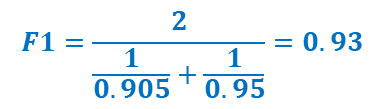 F1 = 2 / (1/0.905 + 1/0.95) = 0.93